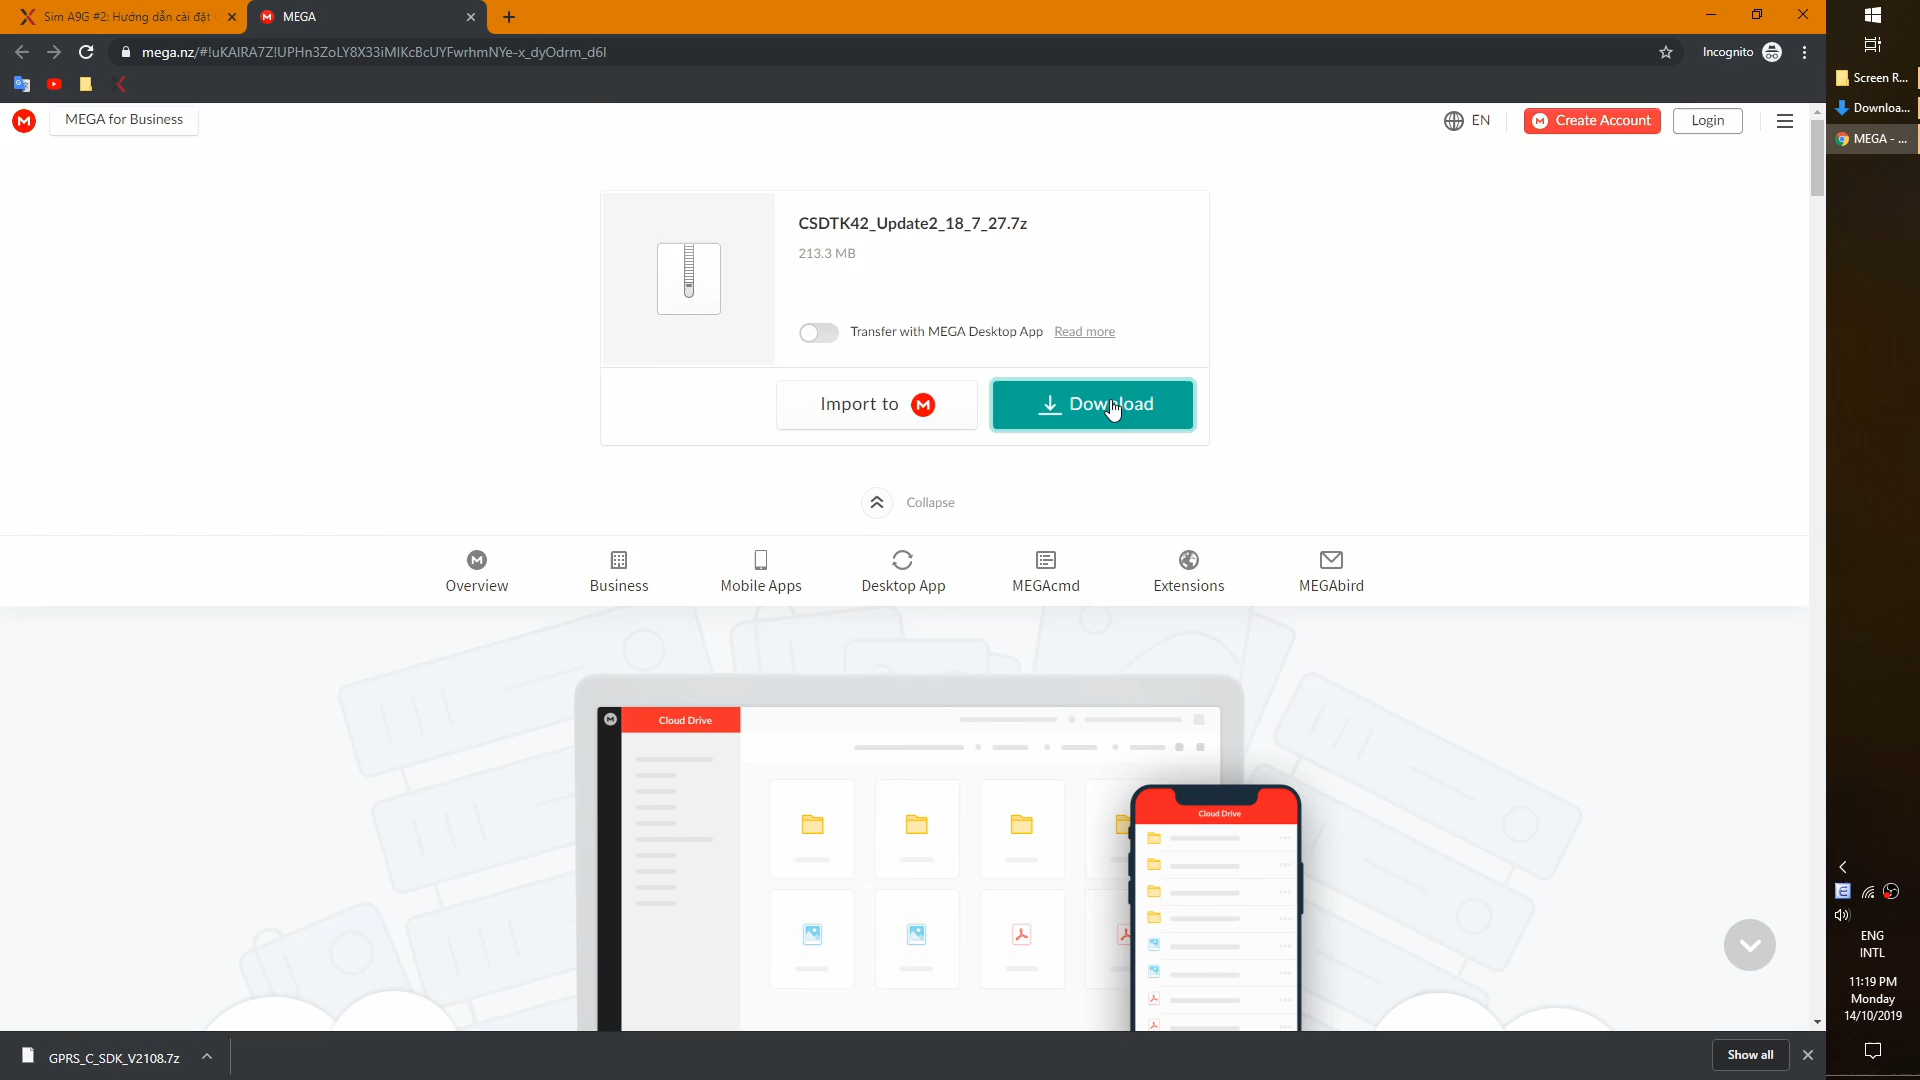 Sim A9G #2: Hướng dẫn cài đặt
MEGA
mega.nz/#!uKAIRA7Z!UPHn3ZoLY8X33iMIKcBcUYFwrhmNYe-x_dyOdrm_d6I
Incognito
MEGA for Business
EN
Create Account
Login
CSDTK42_Update2_18_7_27.7z
213.3 MB
Transfer with MEGA Desktop App Read more
Import to
Download
Collapse
Overview
Business
Mobile Apps
Desktop App
MEGAcmd
Extensions
MEGAbird
Cloud Drive
Cloud Drive
GPRS_C_SDK_V2108.7z
Show all
Screen R...
Downloa...
MEGA - ...
ENG
INTL
11:19 PM
Monday
14/10/2019